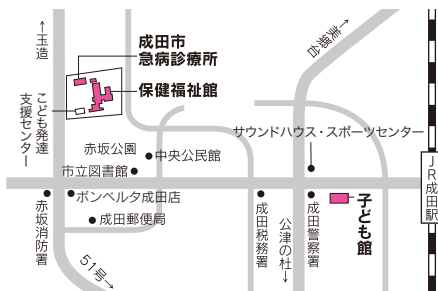 ←玉造
成田市
急病診療所
保健福祉館
こども発達
支援センター
←美郷台
サウンドハウス・スポーツセンター
赤坂公園
中央公民館
市立図書館
ボンベルタ成田店
成田郵便局
赤坂消防署
51号→
成田税務署
公津の杜→
成田警察署
子ども館
JR成田駅